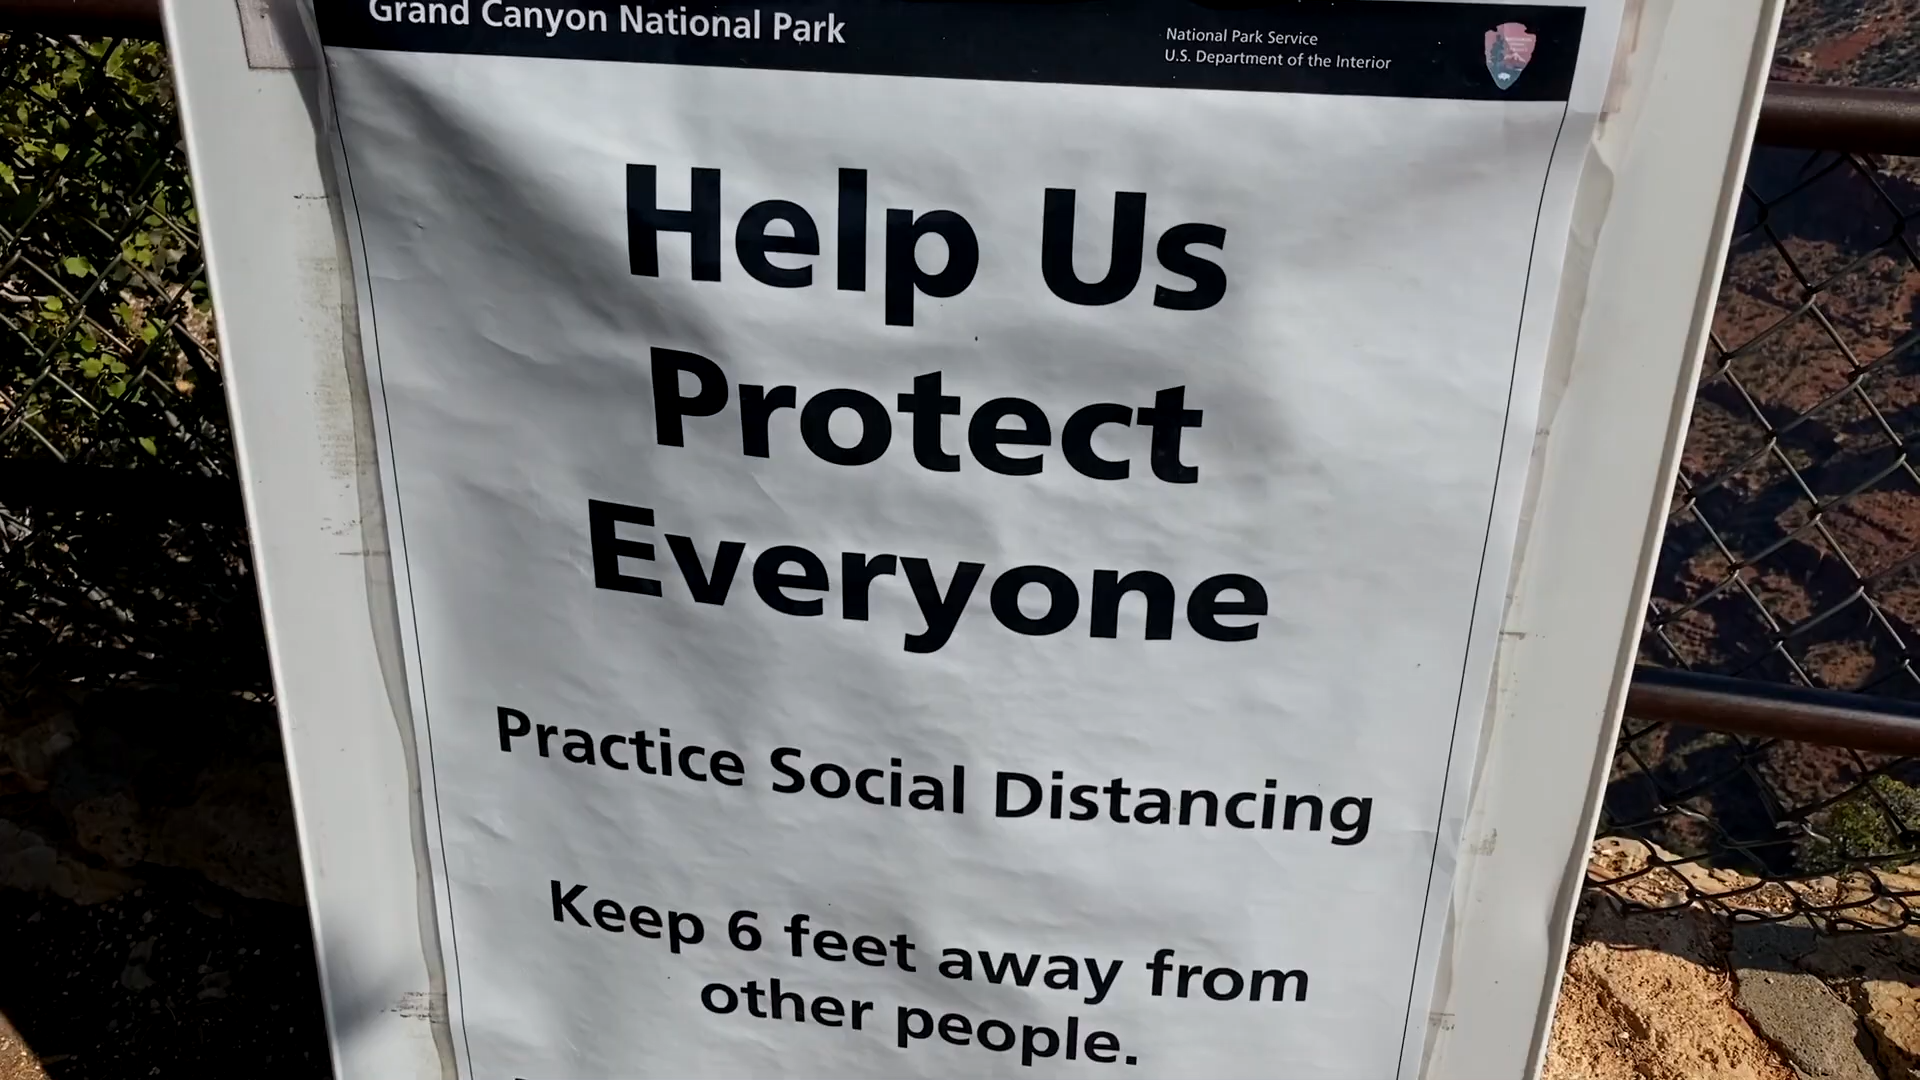 Grand Canyon National Park
National Park Service
U.S. Department of the Interior
Help Us
Protect
Everyone
Practice Social Distancing
Keep 6 feet away from
other people.